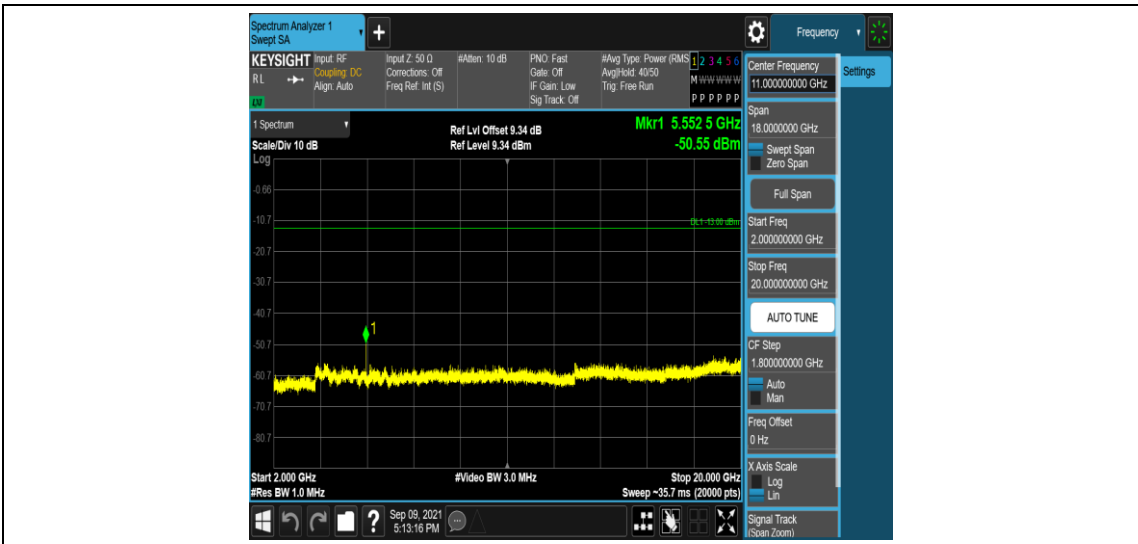 Spectrum Analyzer 1
Swept SA
+
Frequency
KEYSIGHT
RL
LNI
Input: RF
Coupling: DC
Align: Auto
Input Z: 50 Ω
Corrections: Off
Freq Ref: Int (S)
#Atten: 10 dB
PNO: Fast
Gate: Off
IF Gain: Low
Sig Track: Off
#Avg Type: Power (RMS
Avg|Hold: 40/50
Trig: Free Run
1 2 3 4 5 6
M W W W W W
P P P P P P
1 Spectrum
Ref Lvl Offset 9.34 dB
Mkr1 5.552 5 GHz
Scale/Div 10 dB
Ref Level 9.34 dBm
-50.55 dBm
Log
-0.66
-10.7
DL1 -13.00 dBm
-20.7
-30.7
-40.7
1
-50.7
-60.7
-70.7
-80.7
Start 2.000 GHz
#Video BW 3.0 MHz
Stop 20.000 GHz
#Res BW 1.0 MHz
Sweep ~35.7 ms (20000 pts)
Center Frequency
11.000000000 GHz
Settings
Span
18.0000000 GHz
Swept Span
Zero Span
Full Span
Start Freq
2.000000000 GHz
Stop Freq
20.000000000 GHz
AUTO TUNE
CF Step
1.800000000 GHz
Auto
Man
Freq Offset
0 Hz
X Axis Scale
Log
Lin
Signal Track
(Span Zoom)
?
Sep 09, 2021
5:13:16 PM